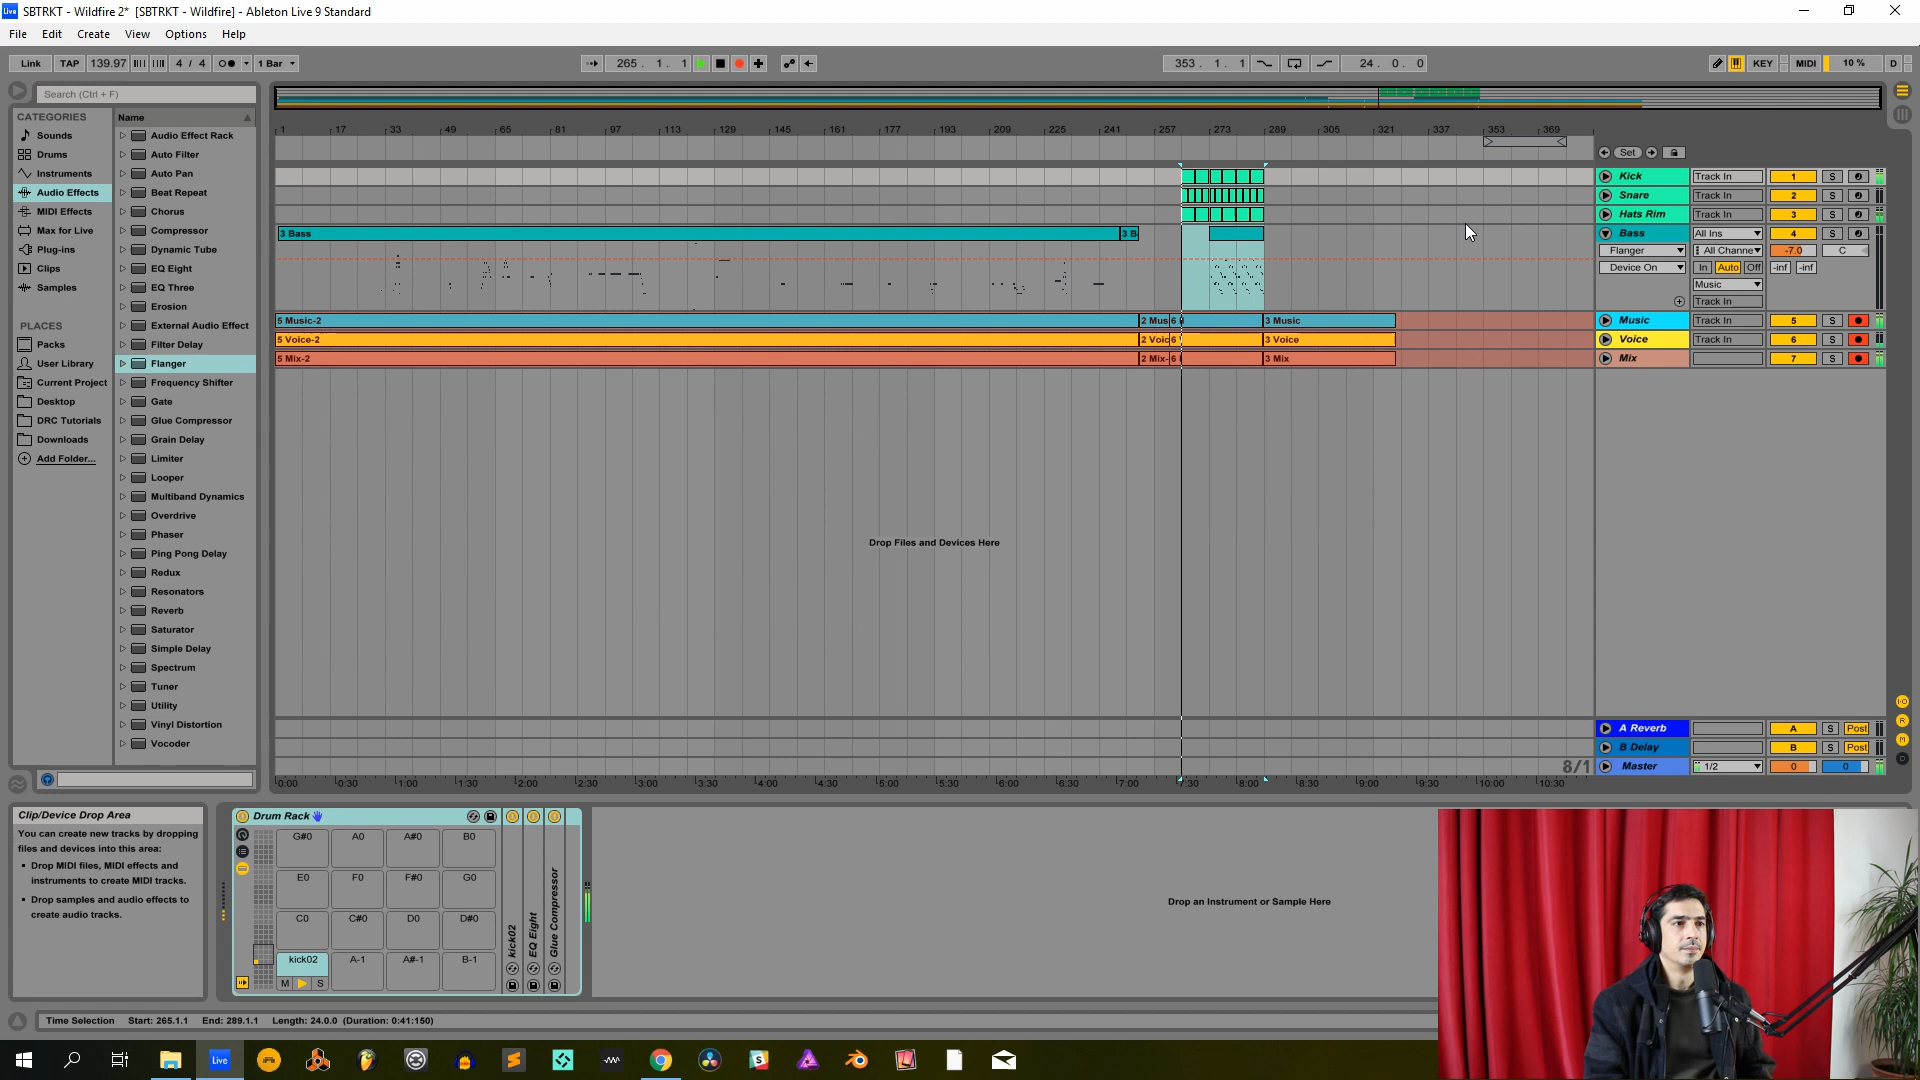 SBTRKT - Wildfire 2*  [SBTRKT - Wildfire] - Ableton Live 9 Standard
File Edit Create View Options Help
Link TAP 139.97 4 / 4 1 Bar 265 . 1 . 1 353 . 1 . 1 24 . 0 . 0 KEY MIDI 10 % D
Search (Ctrl + F)
CATEGORIES
Sounds
Drums
Instruments
Audio Effects
MIDI Effects
Max for Live
Plug-ins
Clips
Samples
PLACES
Packs
User Library
Current Project
Desktop
DRC Tutorials
Downloads
Add Folder...
Name
Audio Effect Rack
Auto Filter
Auto Pan
Beat Repeat
Chorus
Compressor
Dynamic Tube
EQ Eight
EQ Three
Erosion
External Audio Effect
Filter Delay
Flanger
Frequency Shifter
Gate
Glue Compressor
Grain Delay
Limiter
Looper
Multiband Dynamics
Overdrive
Phaser
Ping Pong Delay
Redux
Resonators
Reverb
Saturator
Simple Delay
Spectrum
Tuner
Utility
Vinyl Distortion
Vocoder
1 17 33 49 65 81 97 113 129 145 161 177 193 209 225 241 257 273 289 305 321 337 353 369
Set
Kick Track In 1 S
Snare Track In 2 S
Hats Rim Track In 3 S
3 Bass 3 B Bass All Ins 4 S
Flanger All Channe -7.0 C
Device On In Auto Off -inf -inf
Music
Track In
5 Music-2 2 Mus 6 3 Music Music Track In 5 S
5 Voice-2 2 Voic 6 3 Voice Voice Track In 6 S
5 Mix-2 2 Mix- 6 3 Mix Mix 7 S
Drop Files and Devices Here
A Reverb A S Post
B Delay B S Post
8/1 Master 1/2 0 0
0:00 0:30 1:00 1:30 2:00 2:30 3:00 3:30 4:00 4:30 5:00 5:30 6:00 6:30 7:00 7:30 8:00 8:30 9:00 9:30 10:00 10:30
Clip/Device Drop Area
You can create new tracks by dropping
files and devices into this area:
Drop MIDI files, MIDI effects and
instruments to create MIDI tracks.
Drop samples and audio effects to
create audio tracks.
Drum Rack
G#0 A0 A#0 B0
E0 F0 F#0 G0
C0 C#0 D0 D#0
kick02 A-1 A#-1 B-1
M S
kick02
EQ Eight
Glue Compressor
Drop an Instrument or Sample Here
Time Selection Start: 265.1.1 End: 289.1.1 Length: 24.0.0 (Duration: 0:41:150)
Live